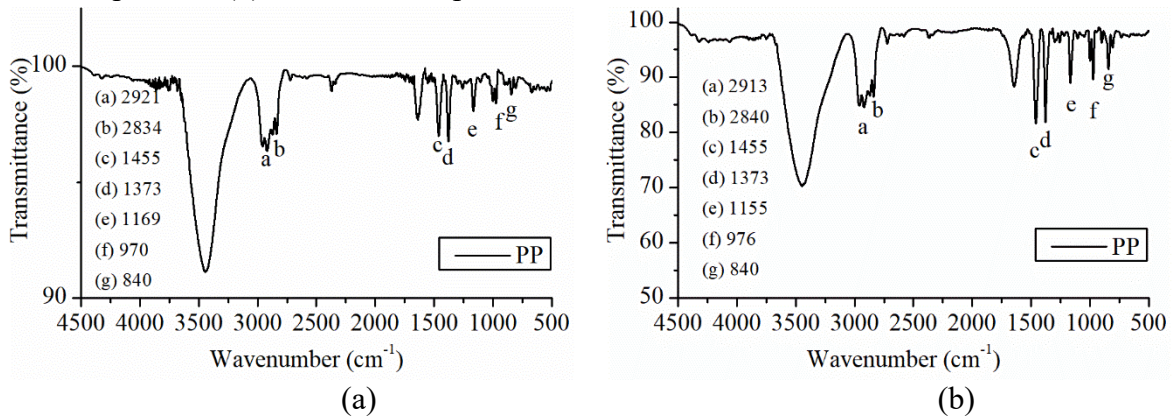 100
Transmittance (%)
90
(a) 2921
(b) 2834
(c) 1455
(d) 1373
(e) 1169
(f) 970
(g) 840
a
b
c
d
e
f
g
PP
4500 4000 3500 3000 2500 2000 1500 1000 500
Wavenumber (cm⁻¹)
(a)
100
90
80
70
60
50
Transmittance (%)
(a) 2913
(b) 2840
(c) 1455
(d) 1373
(e) 1155
(f) 976
(g) 840
a
b
c
d
e
f
g
PP
4500 4000 3500 3000 2500 2000 1500 1000 500
Wavenumber (cm⁻¹)
(b)